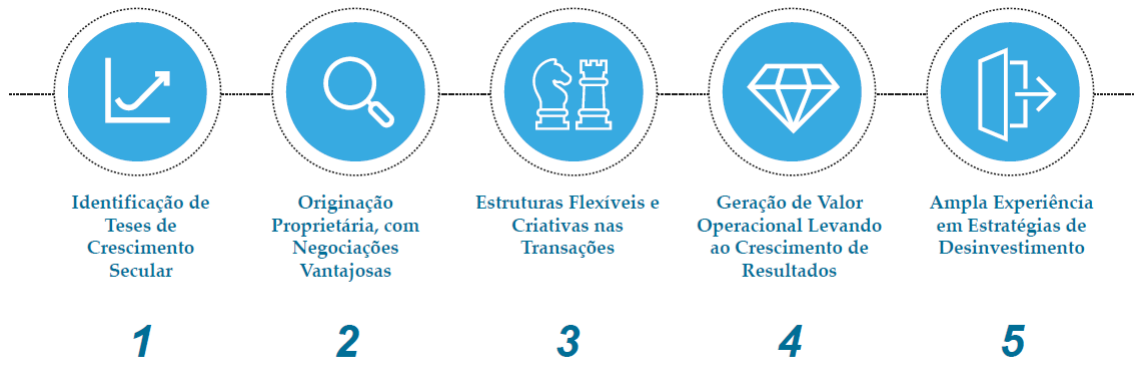 Identificação de
Teses de
Crescimento
Secular
1
Originação
Proprietária, com
Negociações
Vantajosas
2
Estruturas Flexíveis e
Criativas nas
Transações
3
Geração de Valor
Operacional Levando
ao Crescimento de
Resultados
4
Ampla Experiência
em Estratégias de
Desinvestimento
5